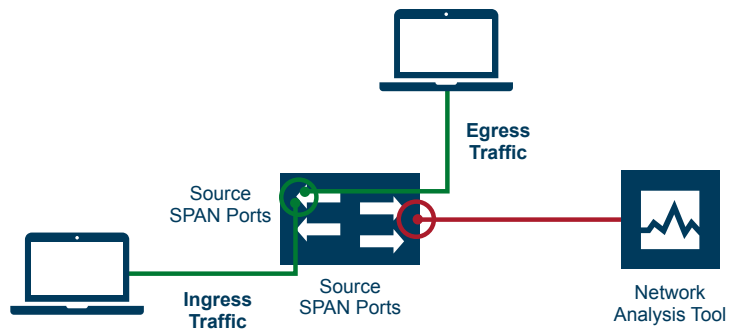 Egress
Traffic
Source
SPAN Ports
Source
SPAN Ports
Ingress
Traffic
Network
Analysis Tool